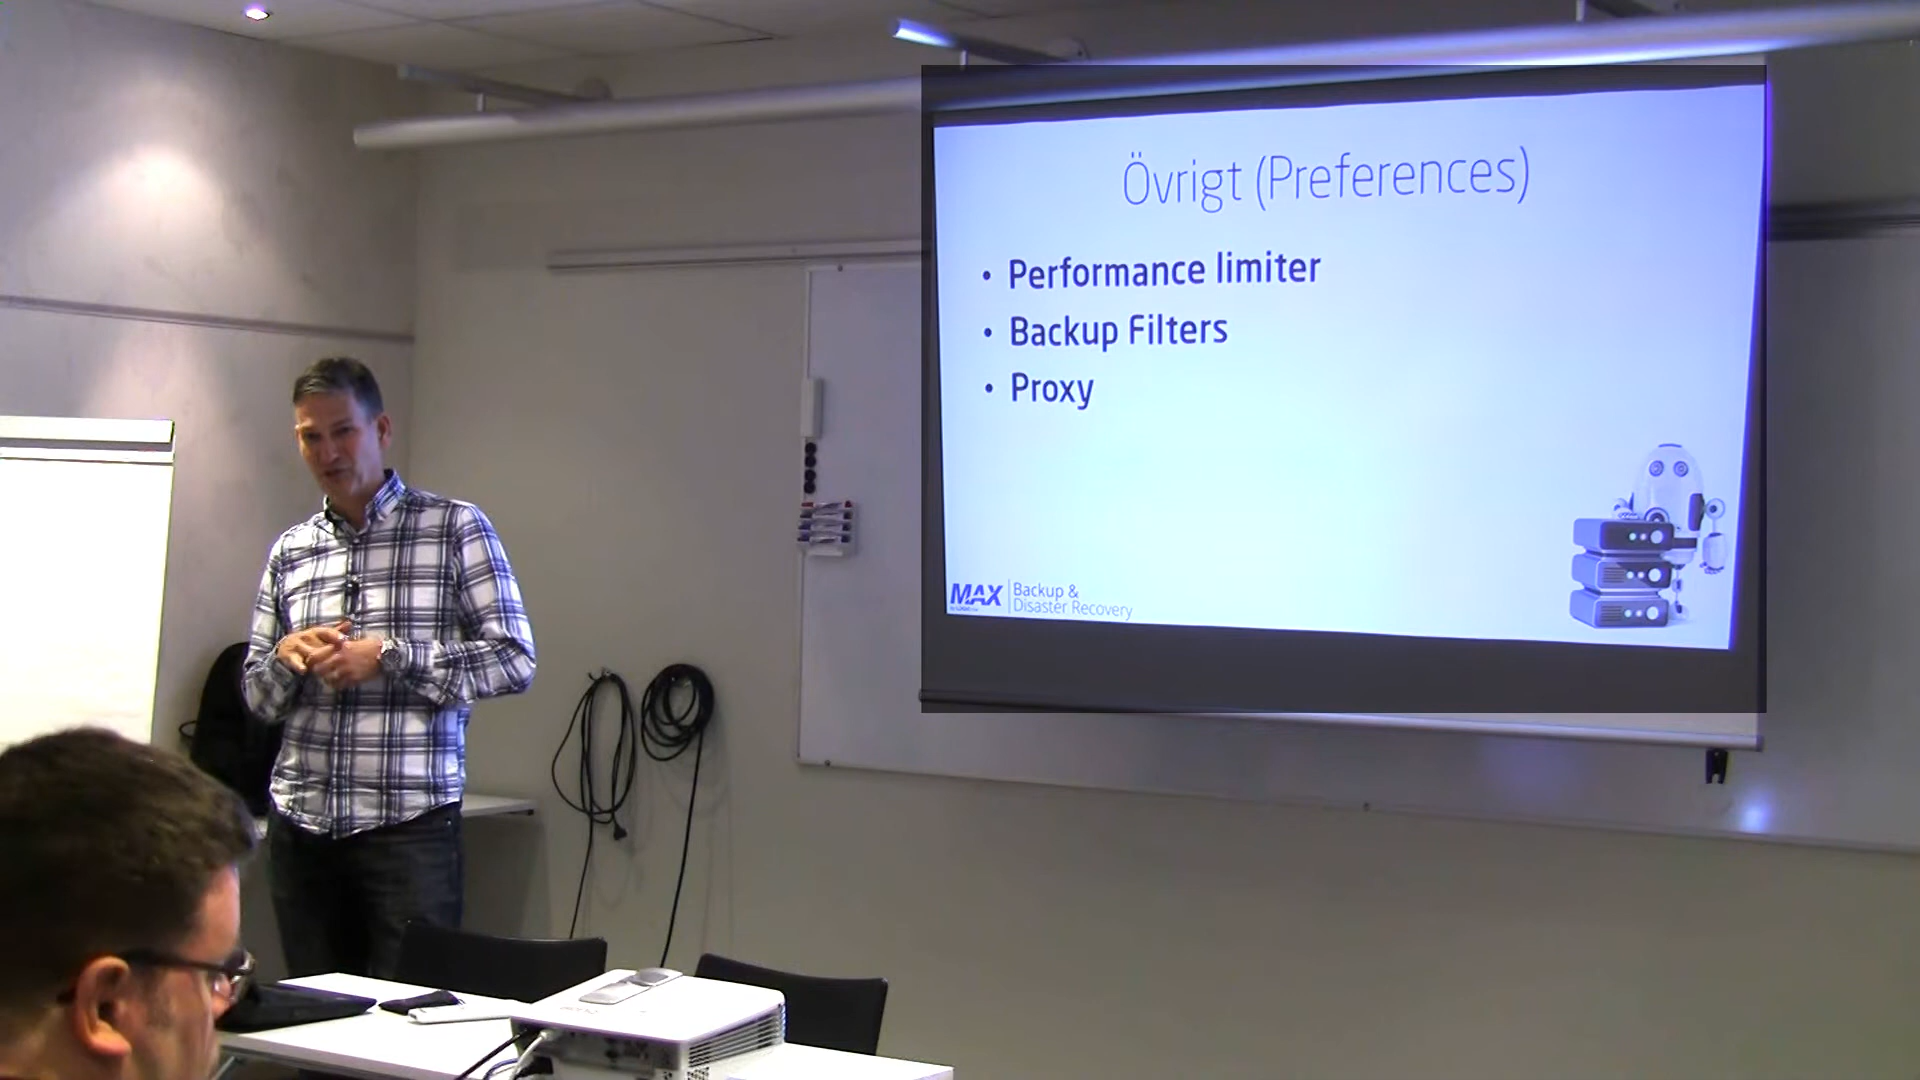 Övrigt (Preferences)
• Performance limiter
• Backup Filters
• Proxy
MAX
Backup &
Disaster Recovery